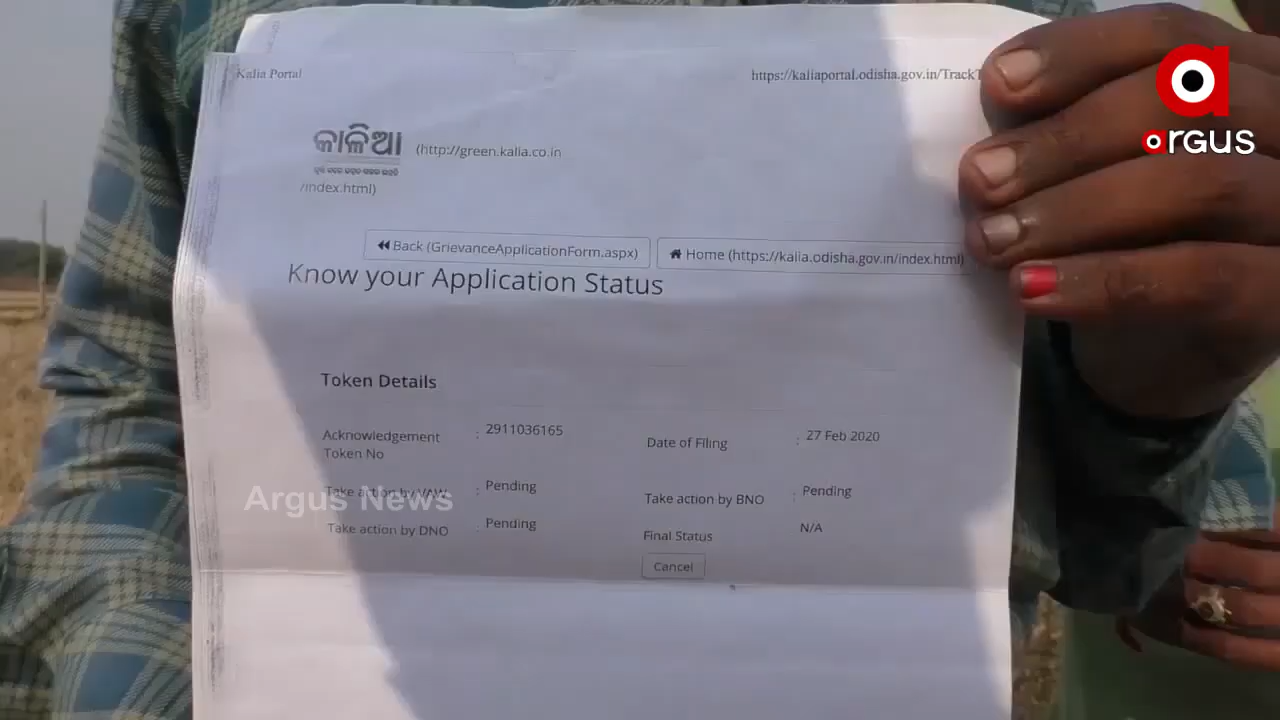 Kalia Portal
https://kaliaportal.odisha.gov.in/TrackT
argus
କାଳିଆ (http://green.kalia.co.in
/index.html)
Back (GrievanceApplicationForm.aspx) Home (https://kalia.odisha.gov.in/index.html)
Know your Application Status
Token Details
Acknowledgement Token No : 2911036165 Date of Filing : 27 Feb 2020
Take action by VAW : Pending Take action by BNO : Pending
Argus News
Take action by DNO : Pending Final Status N/A
Cancel